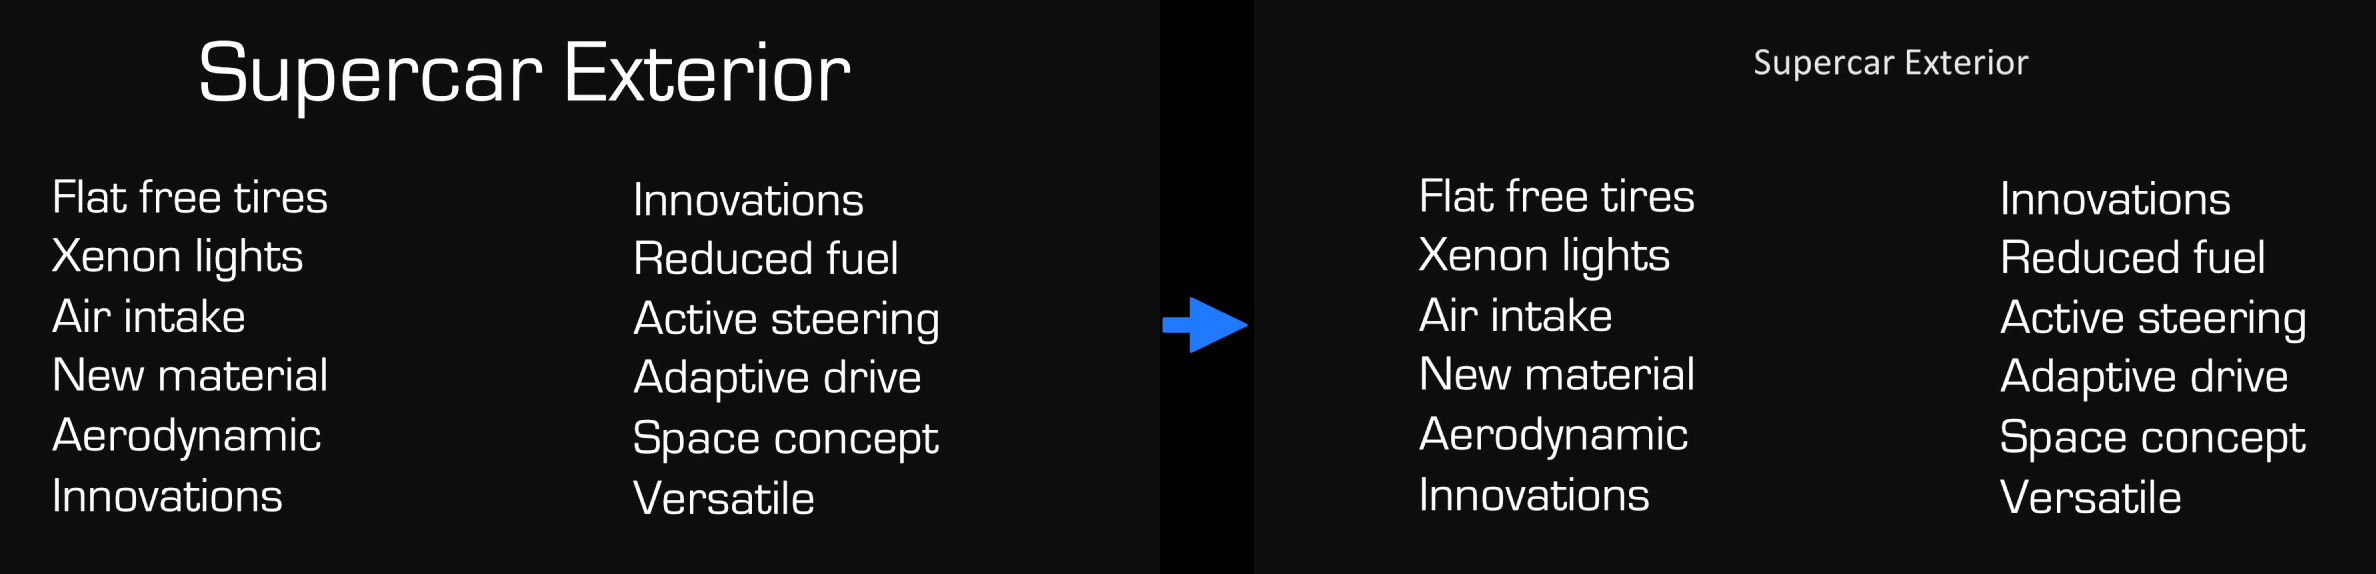 Supercar Exterior
Flat free tires
Xenon lights
Air intake
New material
Aerodynamic
Innovations
Innovations
Reduced fuel
Active steering
Adaptive drive
Space concept
Versatile
Supercar Exterior
Flat free tires
Xenon lights
Air intake
New material
Aerodynamic
Innovations
Innovations
Reduced fuel
Active steering
Adaptive drive
Space concept
Versatile